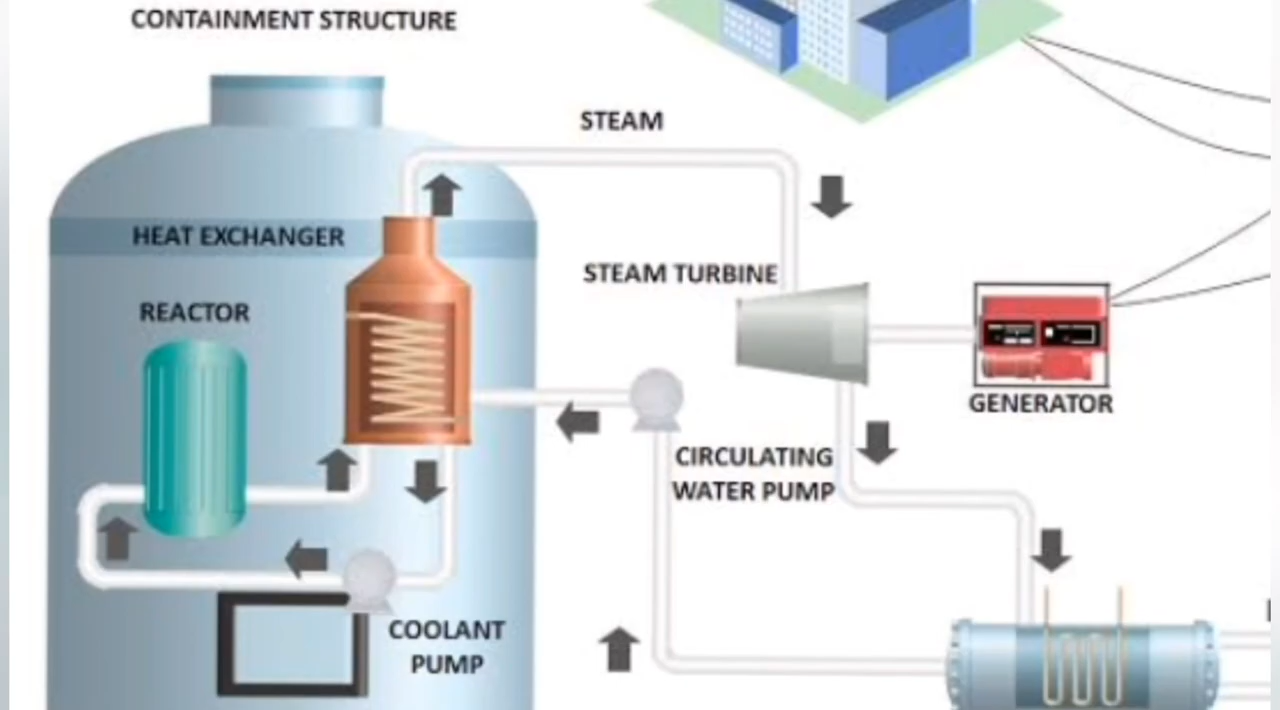 CONTAINMENT STRUCTURE
STEAM
HEAT EXCHANGER
STEAM TURBINE
REACTOR
GENERATOR
CIRCULATING
WATER PUMP
COOLANT
PUMP